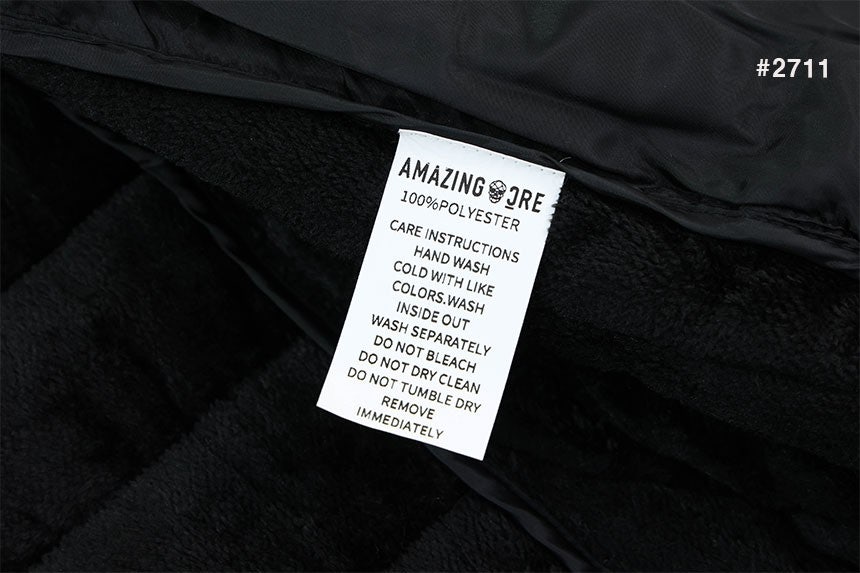 #2711
AMAZING CRE
100%POLYESTER
CARE INSTRUCTIONS
HAND WASH
COLD WITH LIKE
COLORS.WASH
INSIDE OUT
WASH SEPARATELY
DO NOT BLEACH
DO NOT DRY CLEAN
DO NOT TUMBLE DRY
REMOVE
IMMEDIATELY